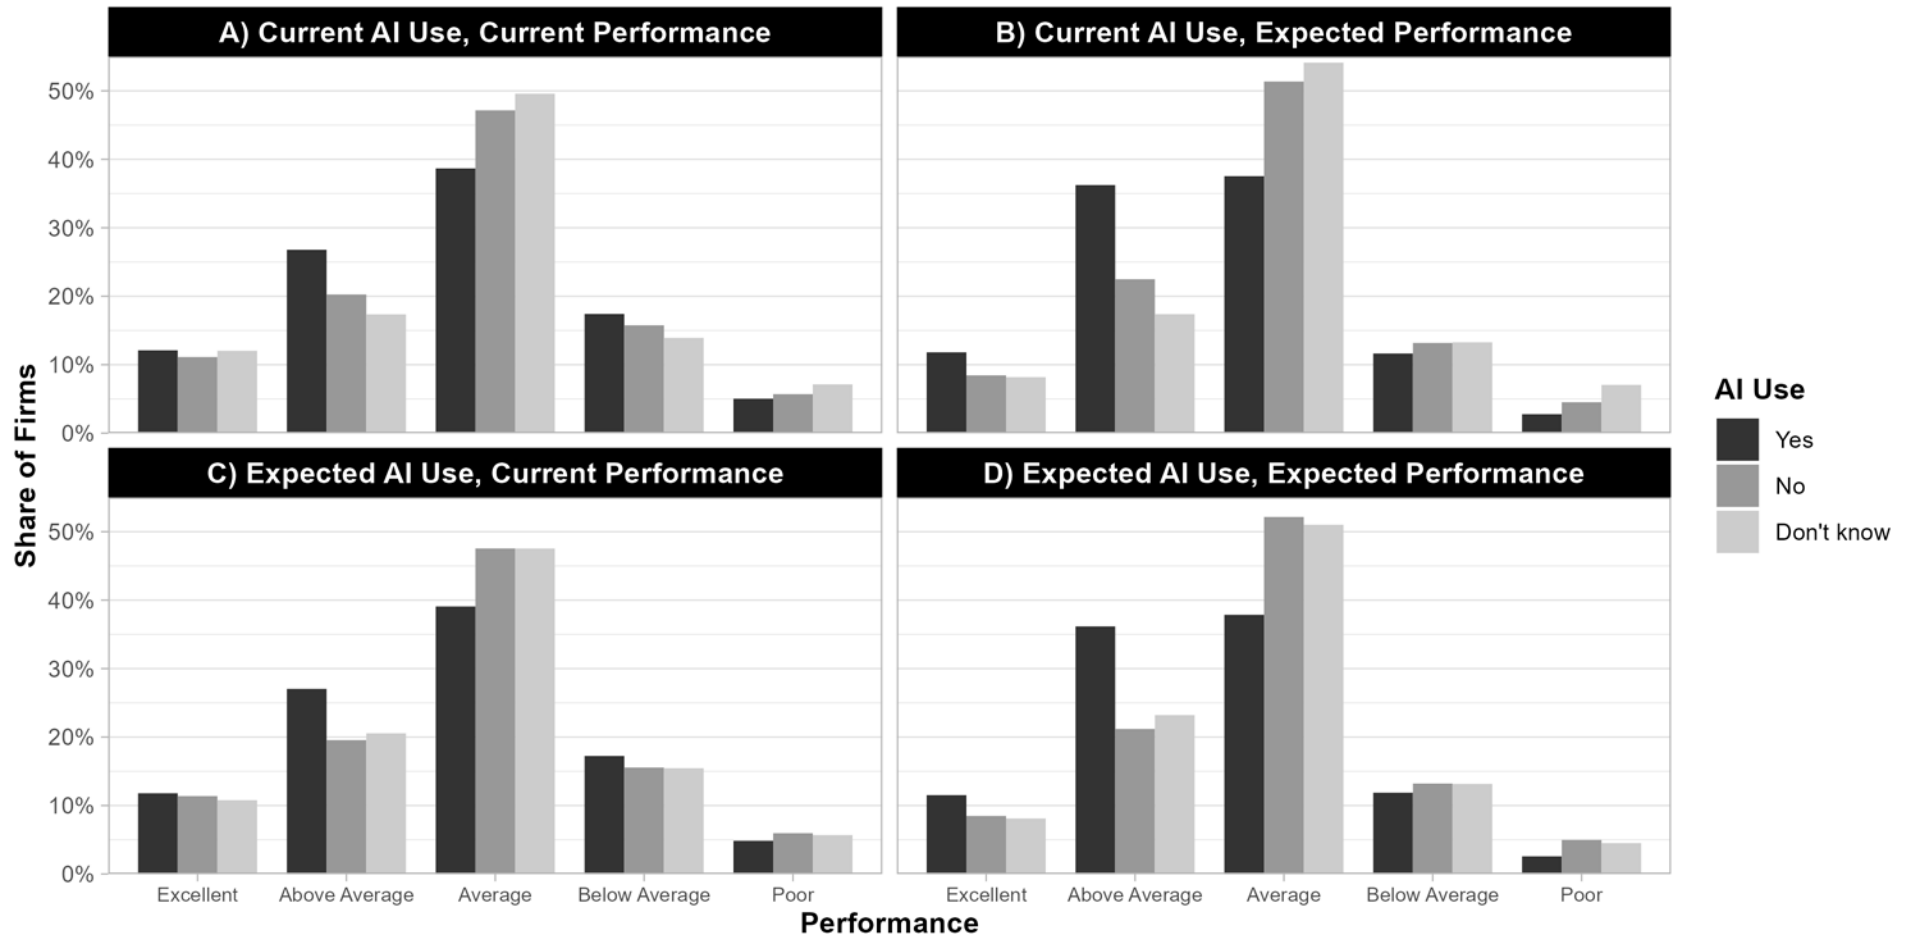 A) Current AI Use, Current Performance
B) Current AI Use, Expected Performance
50%
40%
30%
20%
10%
0%
C) Expected AI Use, Current Performance
D) Expected AI Use, Expected Performance
50%
40%
30%
20%
10%
0%
Share of Firms
Excellent Above Average Average Below Average Poor
Excellent Above Average Average Below Average Poor
Performance
AI Use
Yes
No
Don't know